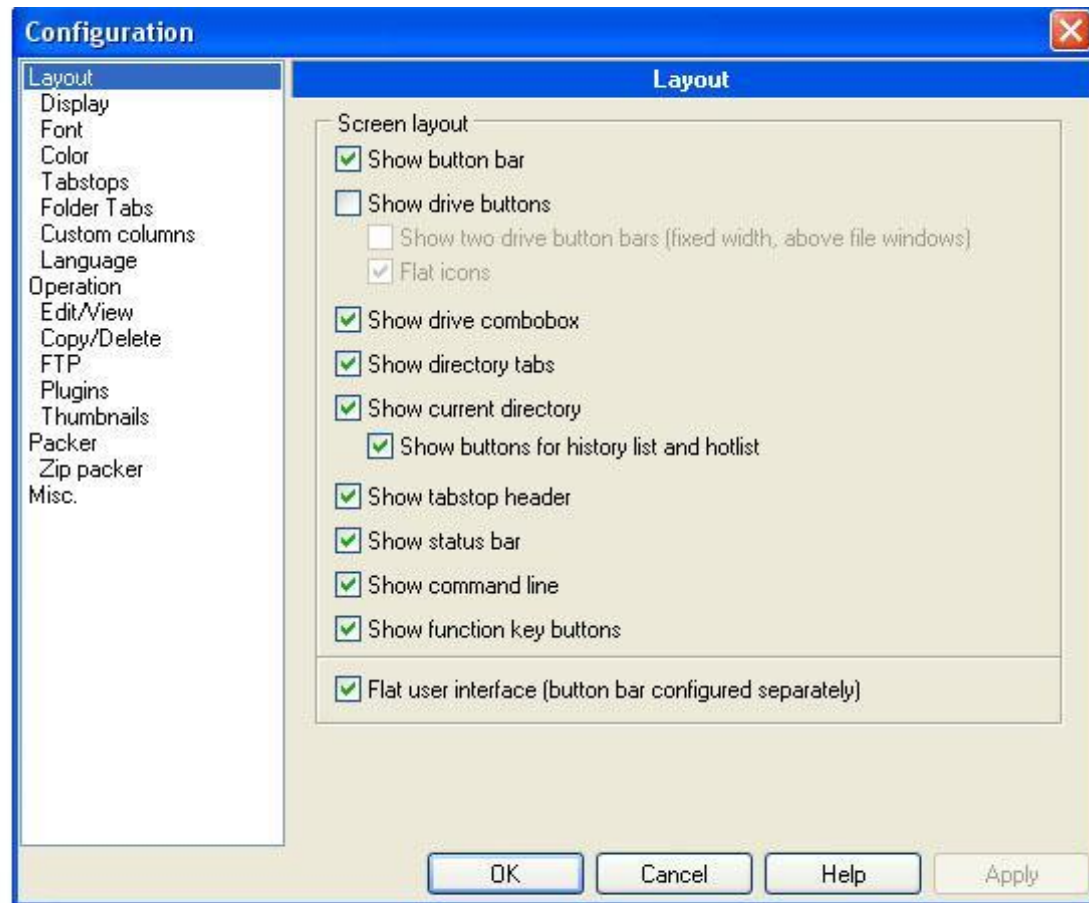 Configuration
Layout
Display
Font
Color
Tabstops
Folder Tabs
Custom columns
Language
Operation
Edit/View
Copy/Delete
FTP
Plugins
Thumbnails
Packer
Zip packer
Misc.
Layout
Screen layout
Show button bar
Show drive buttons
Show two drive button bars (fixed width, above file windows)
Flat icons
Show drive combobox
Show directory tabs
Show current directory
Show buttons for history list and hotlist
Show tabstop header
Show status bar
Show command line
Show function key buttons
Flat user interface (button bar configured separately)
OK Cancel Help Apply